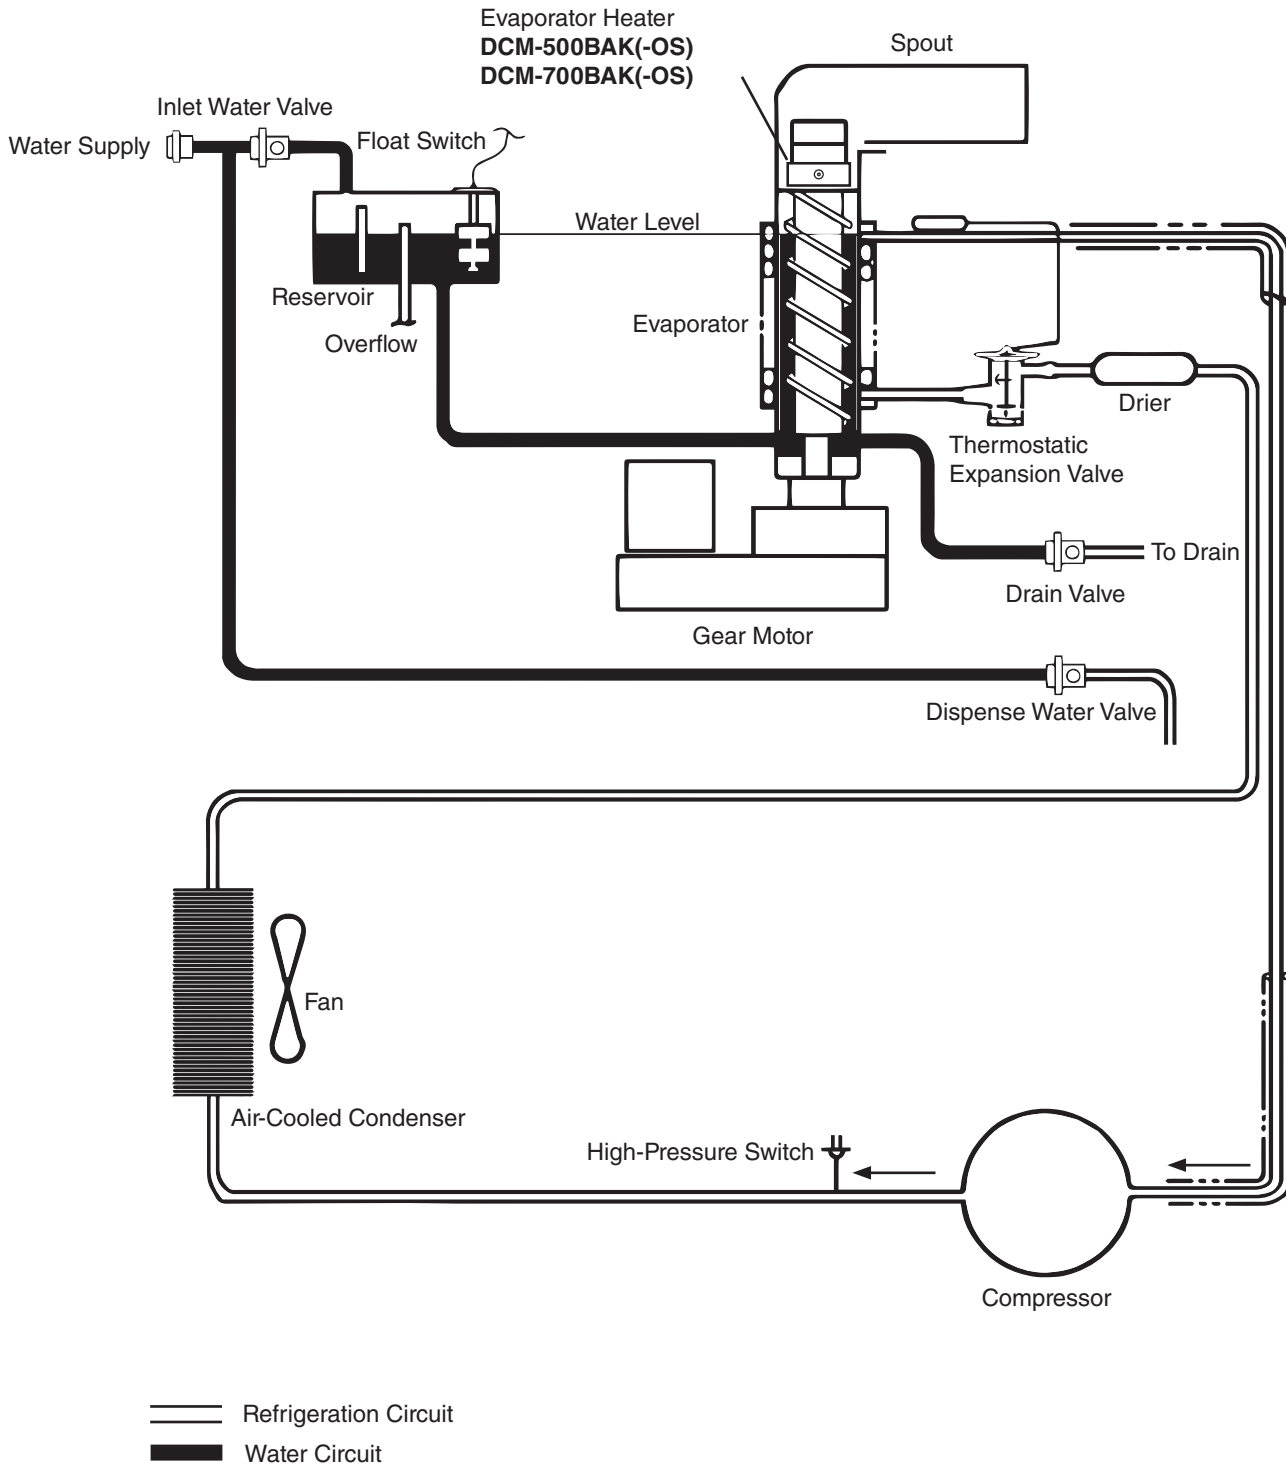 Evaporator Heater
DCM-500BAK(-OS)
DCM-700BAK(-OS)
Spout
Inlet Water Valve
Water Supply
Float Switch
Water Level
Reservoir
Overflow
Evaporator
Drier
Thermostatic
Expansion Valve
To Drain
Drain Valve
Gear Motor
Dispense Water Valve
Fan
Air-Cooled Condenser
High-Pressure Switch
Compressor
Refrigeration Circuit
Water Circuit